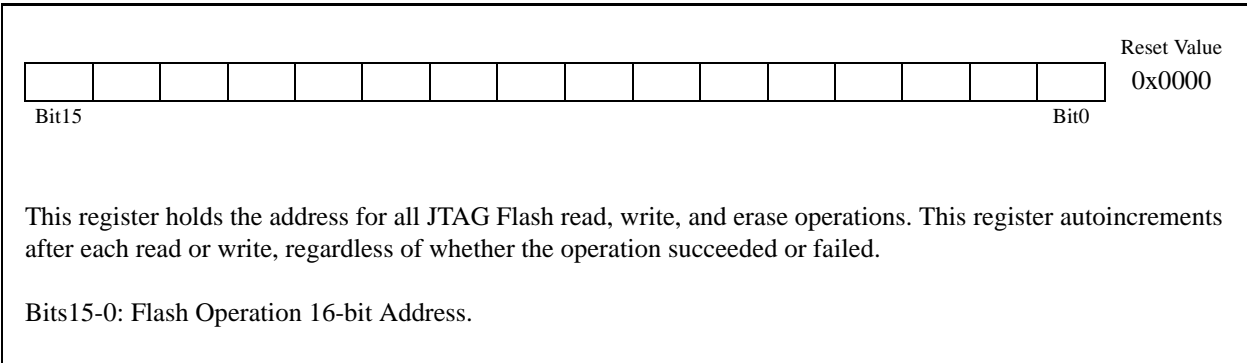 Reset Value
0x0000
Bit15 Bit0
This register holds the address for all JTAG Flash read, write, and erase operations. This register autoincrements
after each read or write, regardless of whether the operation succeeded or failed.
Bits15-0: Flash Operation 16-bit Address.